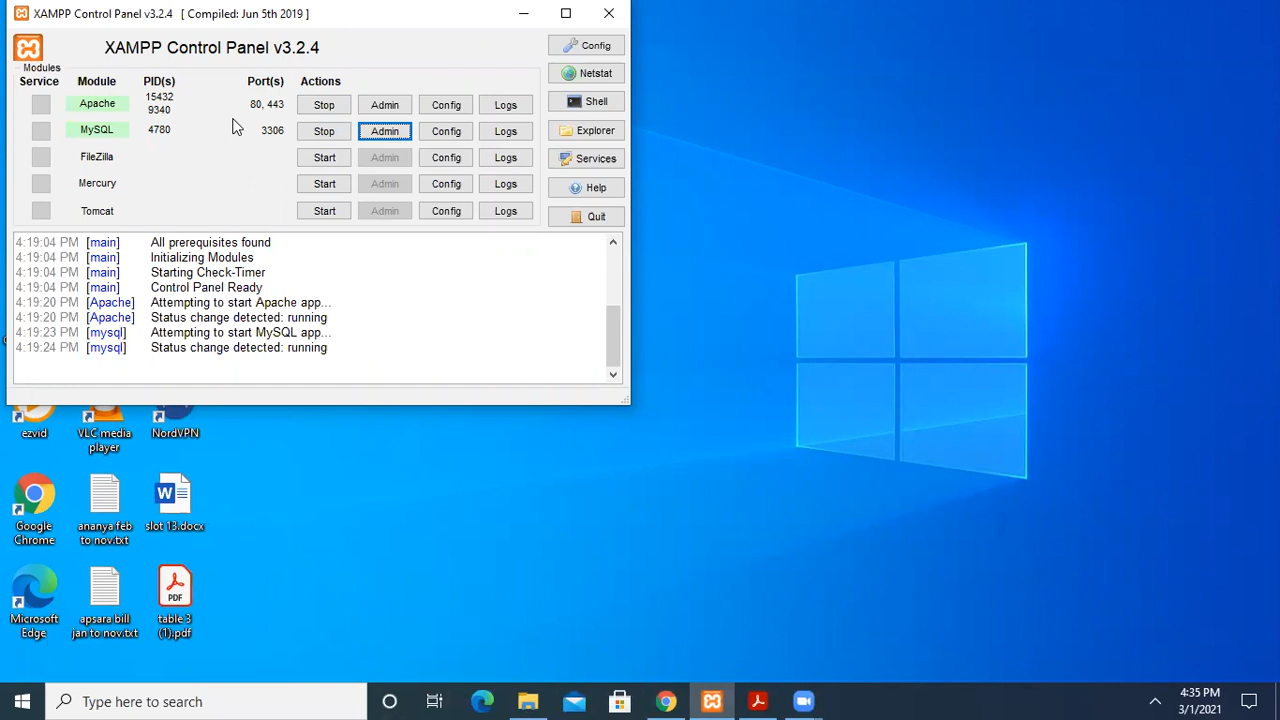 XAMPP Control Panel v3.2.4 [ Compiled: Jun 5th 2019 ]
XAMPP Control Panel v3.2.4
Config
Modules
Service Module PID(s) Port(s) Actions
Netstat
Apache 15432 9340 80, 443 Stop Admin Config Logs
Shell
MySQL 4780 3306 Stop Admin Config Logs
Explorer
FileZilla Start Admin Config Logs
Services
Mercury Start Admin Config Logs
Help
Tomcat Start Admin Config Logs
Quit
4:19:04 PM [main] All prerequisites found
4:19:04 PM [main] Initializing Modules
4:19:04 PM [main] Starting Check-Timer
4:19:04 PM [main] Control Panel Ready
4:19:20 PM [Apache] Attempting to start Apache app...
4:19:20 PM [Apache] Status change detected: running
4:19:23 PM [mysql] Attempting to start MySQL app...
4:19:24 PM [mysql] Status change detected: running
ezvid
VLC media
player
NordVPN
Google
Chrome
ananya feb
to nov.txt
slot 13.docx
PDF
Microsoft
Edge
apsara bill
jan to nov.txt
table 3
(1).pdf
Type here to search
4:35 PM
3/1/2021